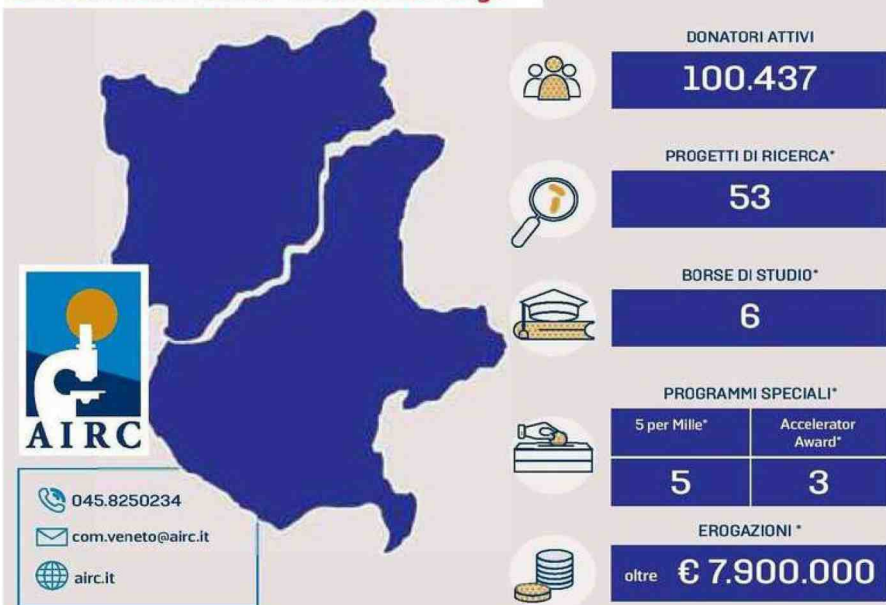 DONATORI ATTIVI
100.437
PROGETTI DI RICERCA*
53
BORSE DI STUDIO*
6
PROGRAMMI SPECIALI*
5 per Mille*
Accelerator
Award*
5
3
EROGAZIONI *
oltre € 7.900.000
AIRC
045.8250234
com.veneto@airc.it
airc.it